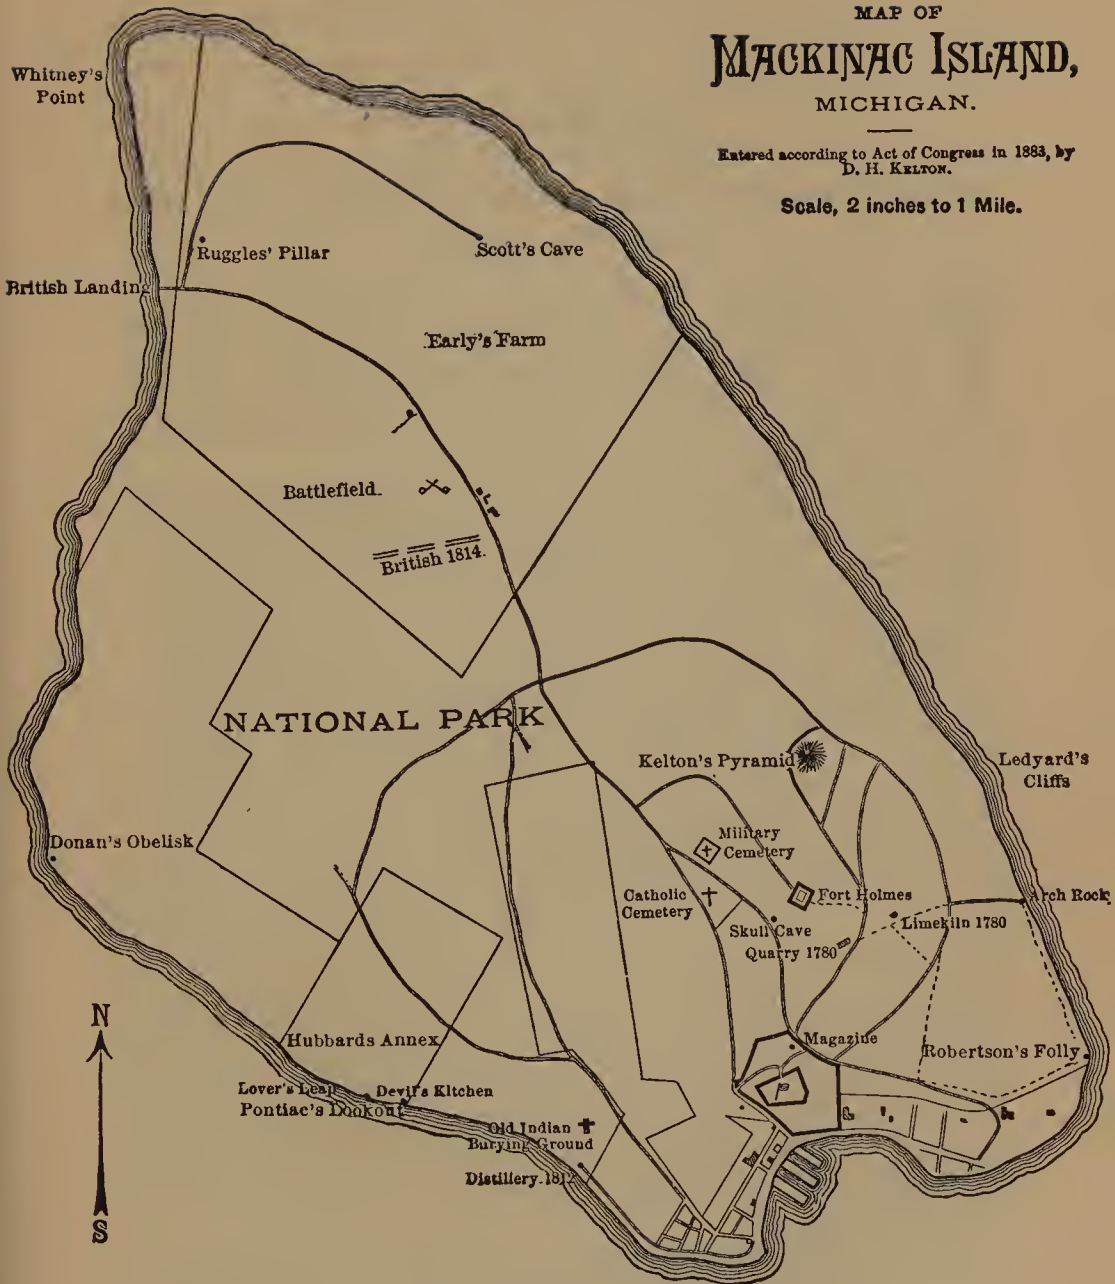 MAP OF
MACKINAC ISLAND,
MICHIGAN.
Entered according to Act of Congress in 1883, by
D. H. KELTON.
Scale, 2 inches to 1 Mile.
Whitney's
Point
Ruggles' Pillar
Scott's Cave
British Landing
Early's Farm
Battlefield.
British 1814.
NATIONAL PARK
Kelton's Pyramid
Ledyard's
Cliffs
Donan's Obelisk
Military
Cemetery
Catholic
Cemetery
Fort Holmes
Arch Rock
Skull Cave
Limekiln 1780
Quarry 1780
N
Hubbards Annex
Magazine
Robertson's Folly
Lover's Leap
Devil's Kitchen
Pontiac's Lookout
Old Indian
Burying Ground
Distillery 1812
S